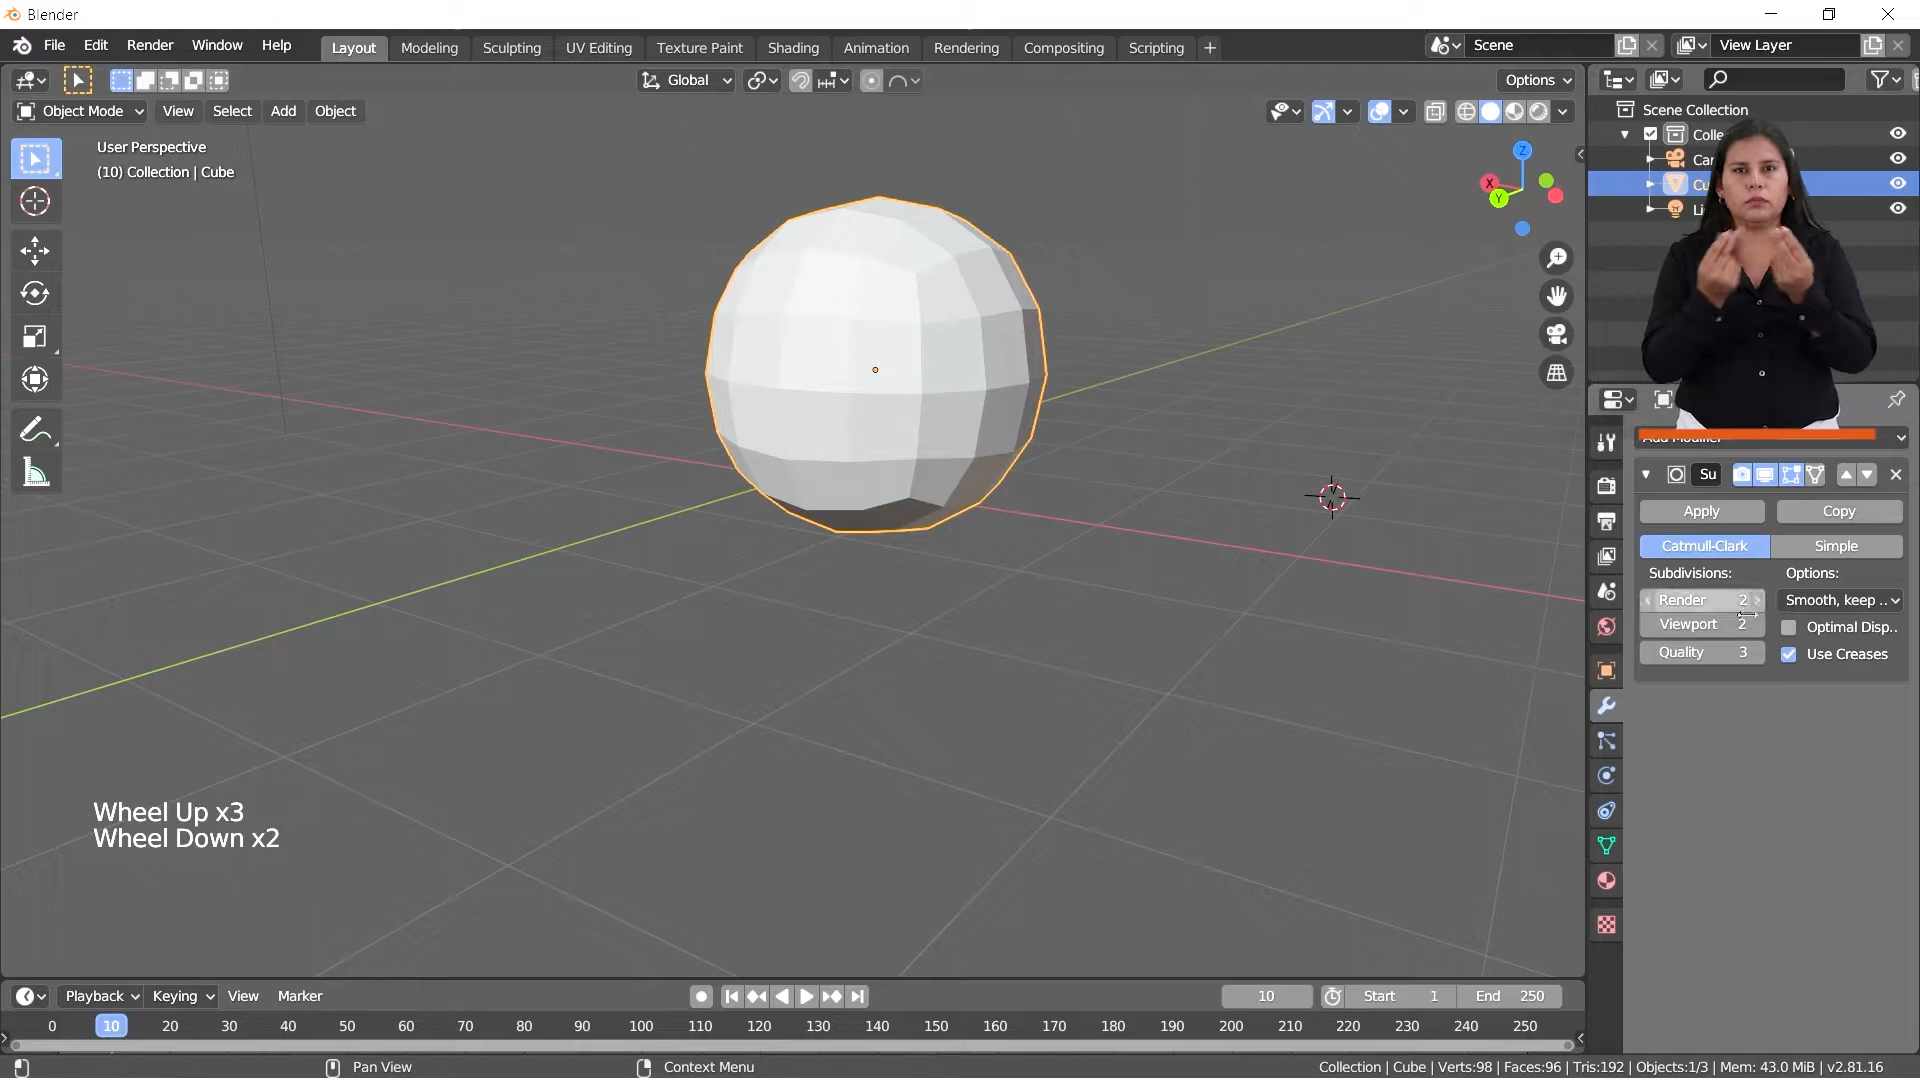 Blender
File Edit Render Window Help Layout Modeling Sculpting UV Editing Texture Paint Shading Animation Rendering Compositing Scripting + Scene View Layer
Global Options
Object Mode View Select Add Object
Scene Collection
User Perspective
(10) Collection | Cube
Colle
Ca
Cu
Li
Z
X
Y
Su
Apply Copy
Catmull-Clark Simple
Subdivisions: Options:
Render 2 Smooth, keep ..
Viewport 2 Optimal Disp..
Quality 3 Use Creases
Wheel Up x3
Wheel Down x2
Playback Keying View Marker 10 Start 1 End 250
0 10 20 30 40 50 60 70 80 90 100 110 120 130 140 150 160 170 180 190 200 210 220 230 240 250
Pan View Context Menu Collection | Cube | Verts:98 | Faces:96 | Tris:192 | Objects:1/3 | Mem: 43.0 MiB | v2.81.16